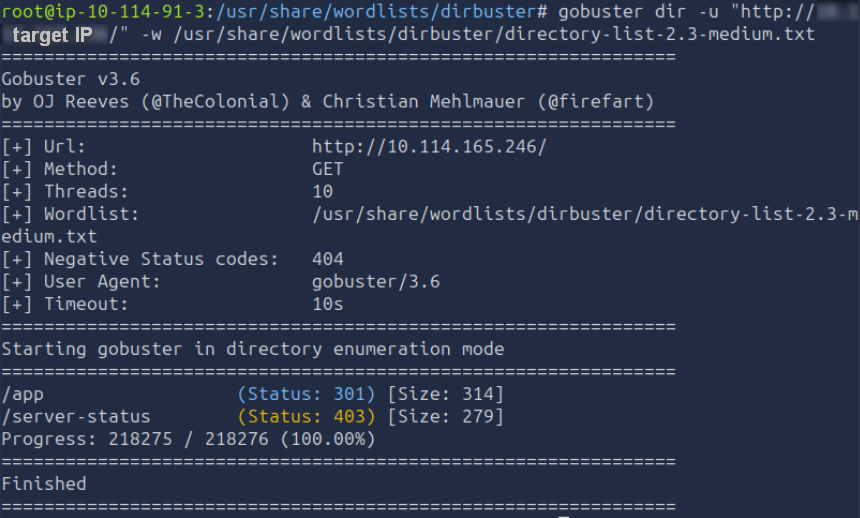 root@ip-10-114-91-3:/usr/share/wordlists/dirbuster# gobuster dir -u "http://
target IP/" -w /usr/share/wordlists/dirbuster/directory-list-2.3-medium.txt
===============================================================
Gobuster v3.6
by OJ Reeves (@TheColonial) & Christian Mehlmauer (@firefart)
===============================================================
[+] Url:                     http://10.114.165.246/
[+] Method:                  GET
[+] Threads:                 10
[+] Wordlist:                /usr/share/wordlists/dirbuster/directory-list-2.3-m
edium.txt
[+] Negative Status codes:   404
[+] User Agent:              gobuster/3.6
[+] Timeout:                 10s
===============================================================
Starting gobuster in directory enumeration mode
===============================================================
/app                  (Status: 301) [Size: 314]
/server-status        (Status: 403) [Size: 279]
Progress: 218275 / 218276 (100.00%)
===============================================================
Finished
===============================================================